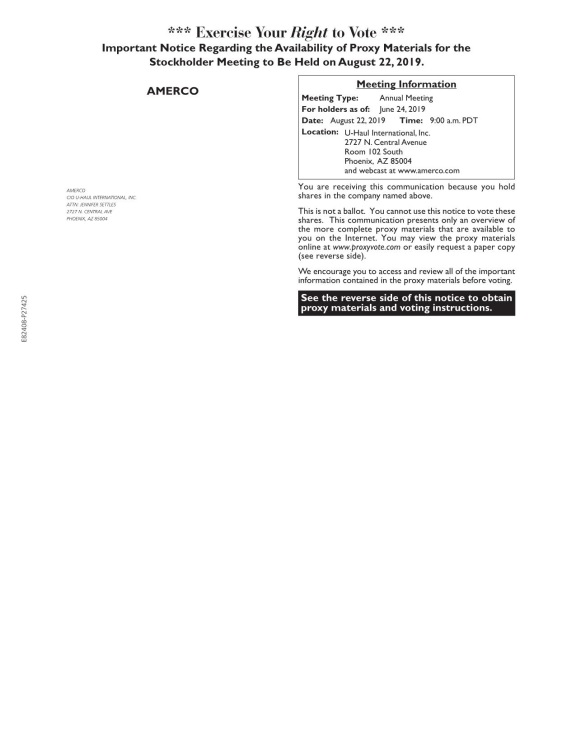 *** Exercise Your Right to Vote ***
Important Notice Regarding the Availability of Proxy Materials for the
Stockholder Meeting to Be Held on August 22, 2019.
AMERCO
AMERCO
C/O U-HAUL INTERNATIONAL, INC.
ATTN: JENNIFER SETTLES
2727 N. CENTRAL AVE
PHOENIX, AZ 85004
E82408-P27425
Meeting Information
Meeting Type: Annual Meeting
For holders as of: June 24, 2019
Date: August 22, 2019 Time: 9:00 a.m. PDT
Location: U-Haul International, Inc.
2727 N. Central Avenue
Room 102 South
Phoenix, AZ 85004
and webcast at www.amerco.com
You are receiving this communication because you hold
shares in the company named above.
This is not a ballot. You cannot use this notice to vote these
shares. This communication presents only an overview of
the more complete proxy materials that are available to
you on the Internet. You may view the proxy materials
online at www.proxyvote.com or easily request a paper copy
(see reverse side).
We encourage you to access and review all of the important
information contained in the proxy materials before voting.
See the reverse side of this notice to obtain
proxy materials and voting instructions.